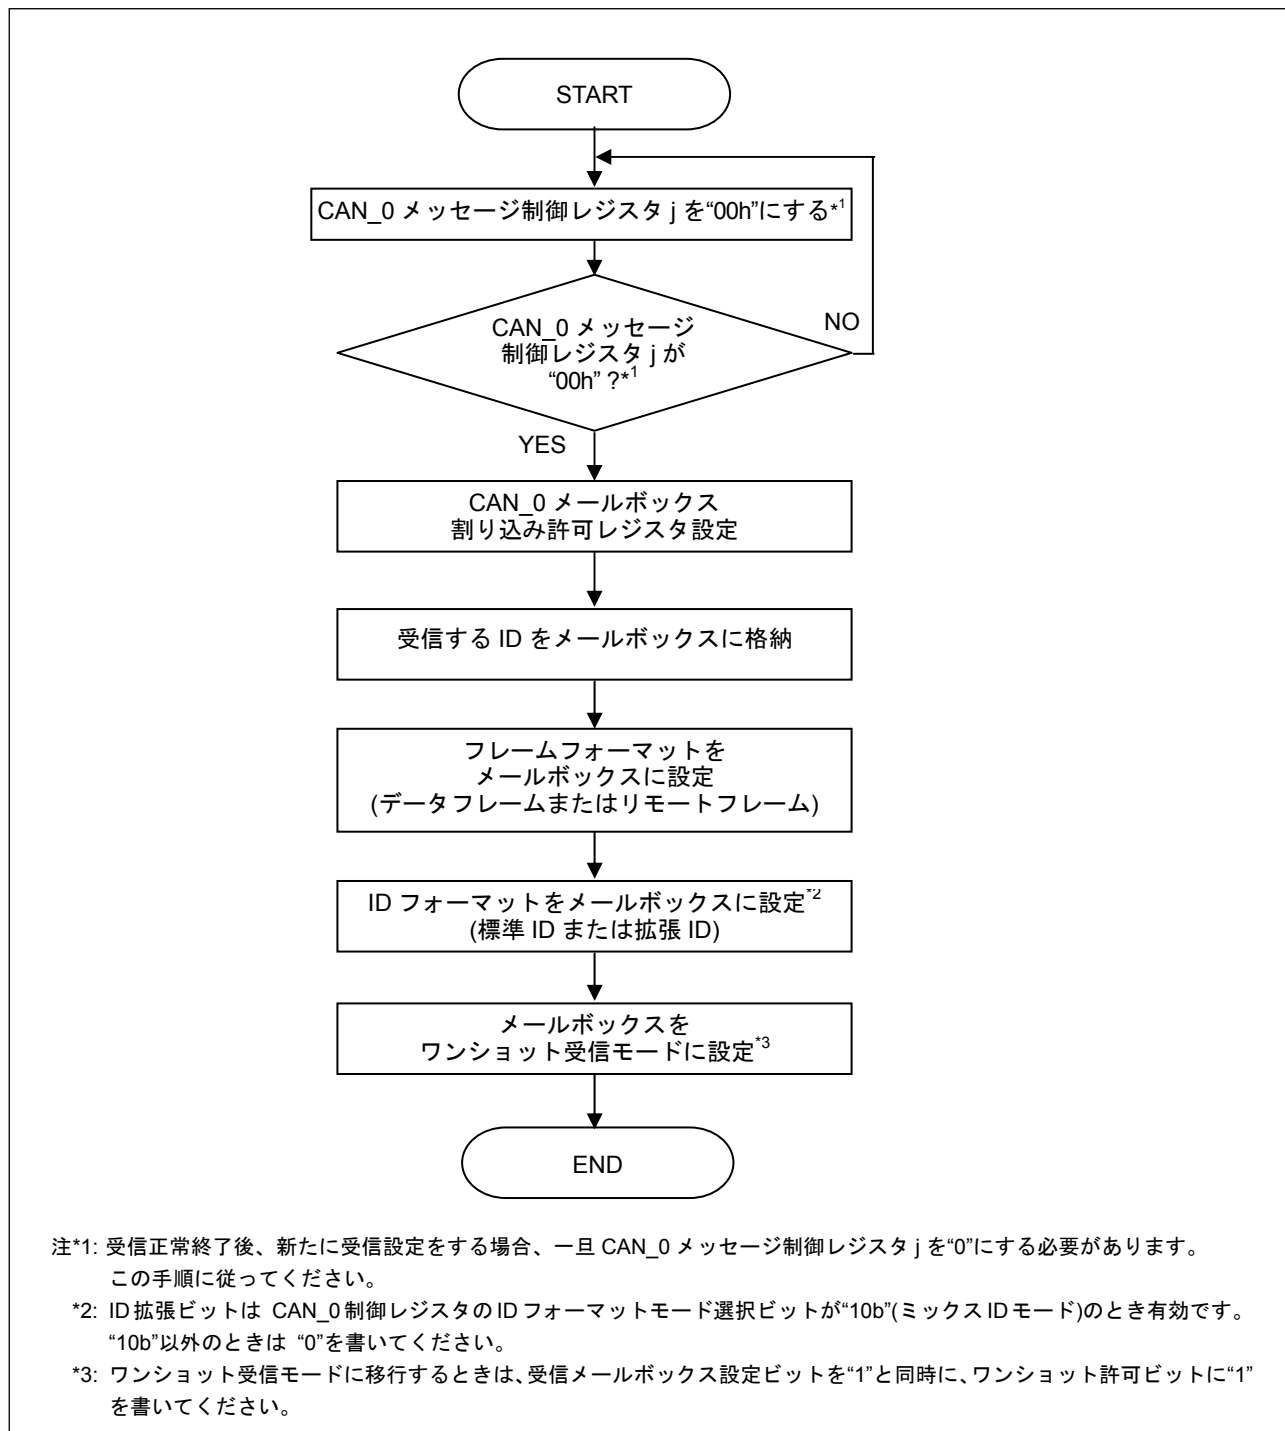 START
CAN_0 メッセージ制御レジスタ j を“00h”にする*1
CAN_0 メッセージ
制御レジスタ j が
“00h” ?*1
NO
YES
CAN_0 メールボックス
割り込み許可レジスタ設定
受信する ID をメールボックスに格納
フレームフォーマットを
メールボックスに設定
(データフレームまたはリモートフレーム)
ID フォーマットをメールボックスに設定*2
(標準 ID または拡張 ID)
メールボックスを
ワンショット受信モードに設定*3
END
注*1: 受信正常終了後、新たに受信設定をする場合、一旦 CAN_0 メッセージ制御レジスタ j を“0”にする必要があります。
この手順に従ってください。
*2: ID 拡張ビットは CAN_0 制御レジスタの ID フォーマットモード選択ビットが“10b”(ミックス ID モード)のとき有効です。
“10b”以外のときは “0”を書いてください。
*3: ワンショット受信モードに移行するときは、受信メールボックス設定ビットを“1”と同時に、ワンショット許可ビットに“1”
を書いてください。